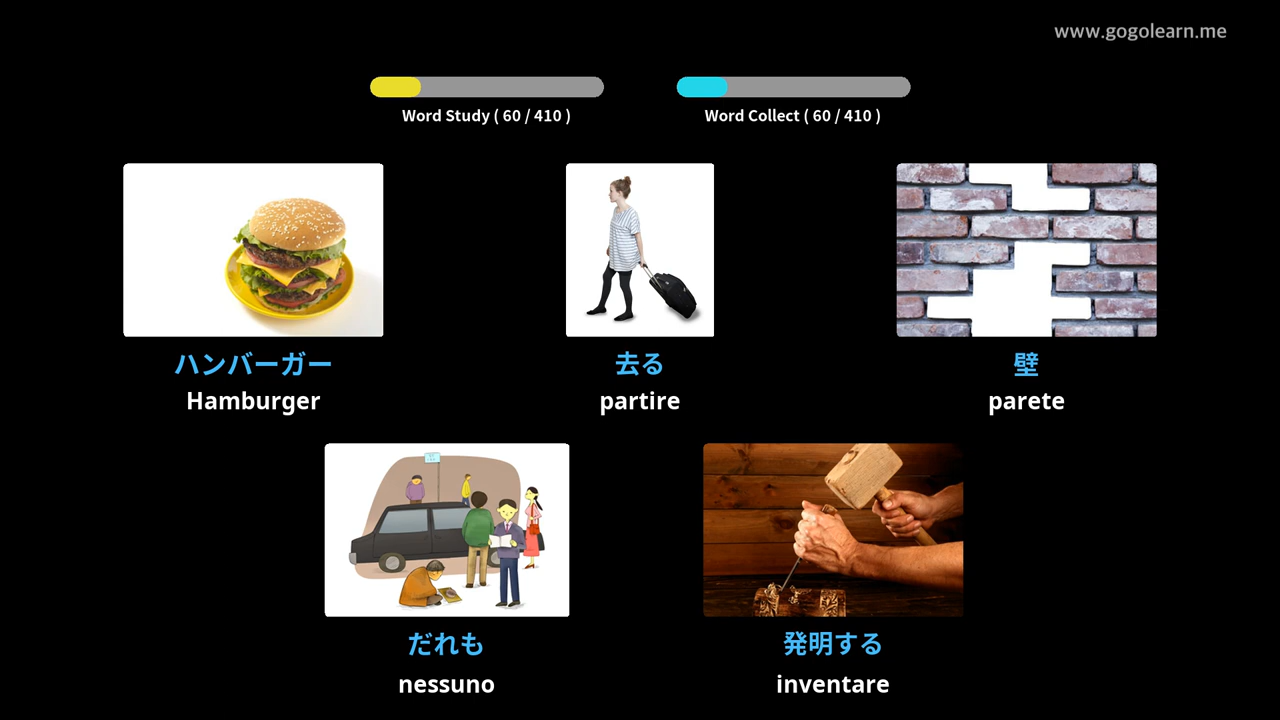 www.gogolearn.me
Word Study ( 60 / 410 )
Word Collect ( 60 / 410 )
ハンバーガー
Hamburger
去る
partire
壁
parete
だれも
nessuno
発明する
inventare